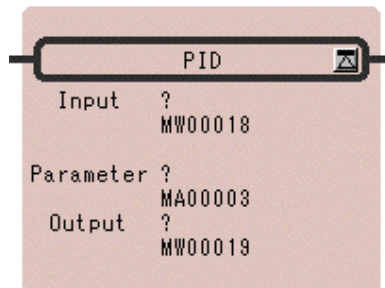 PID
Input ?
MW00018
Parameter ?
MA00003
Output ?
MW00019